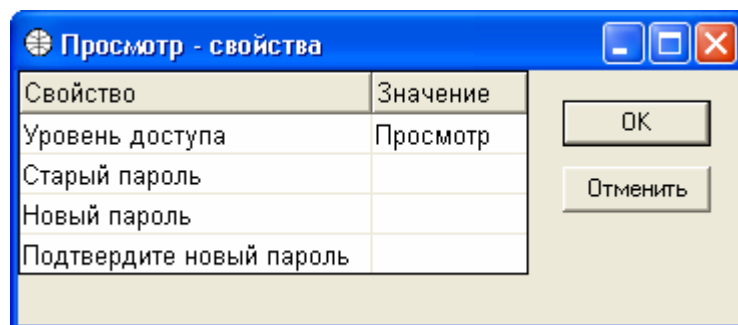 Просмотр - свойства
Свойство Значение
Уровень доступа Просмотр
Старый пароль
Новый пароль
Подтвердите новый пароль
OK
Отменить